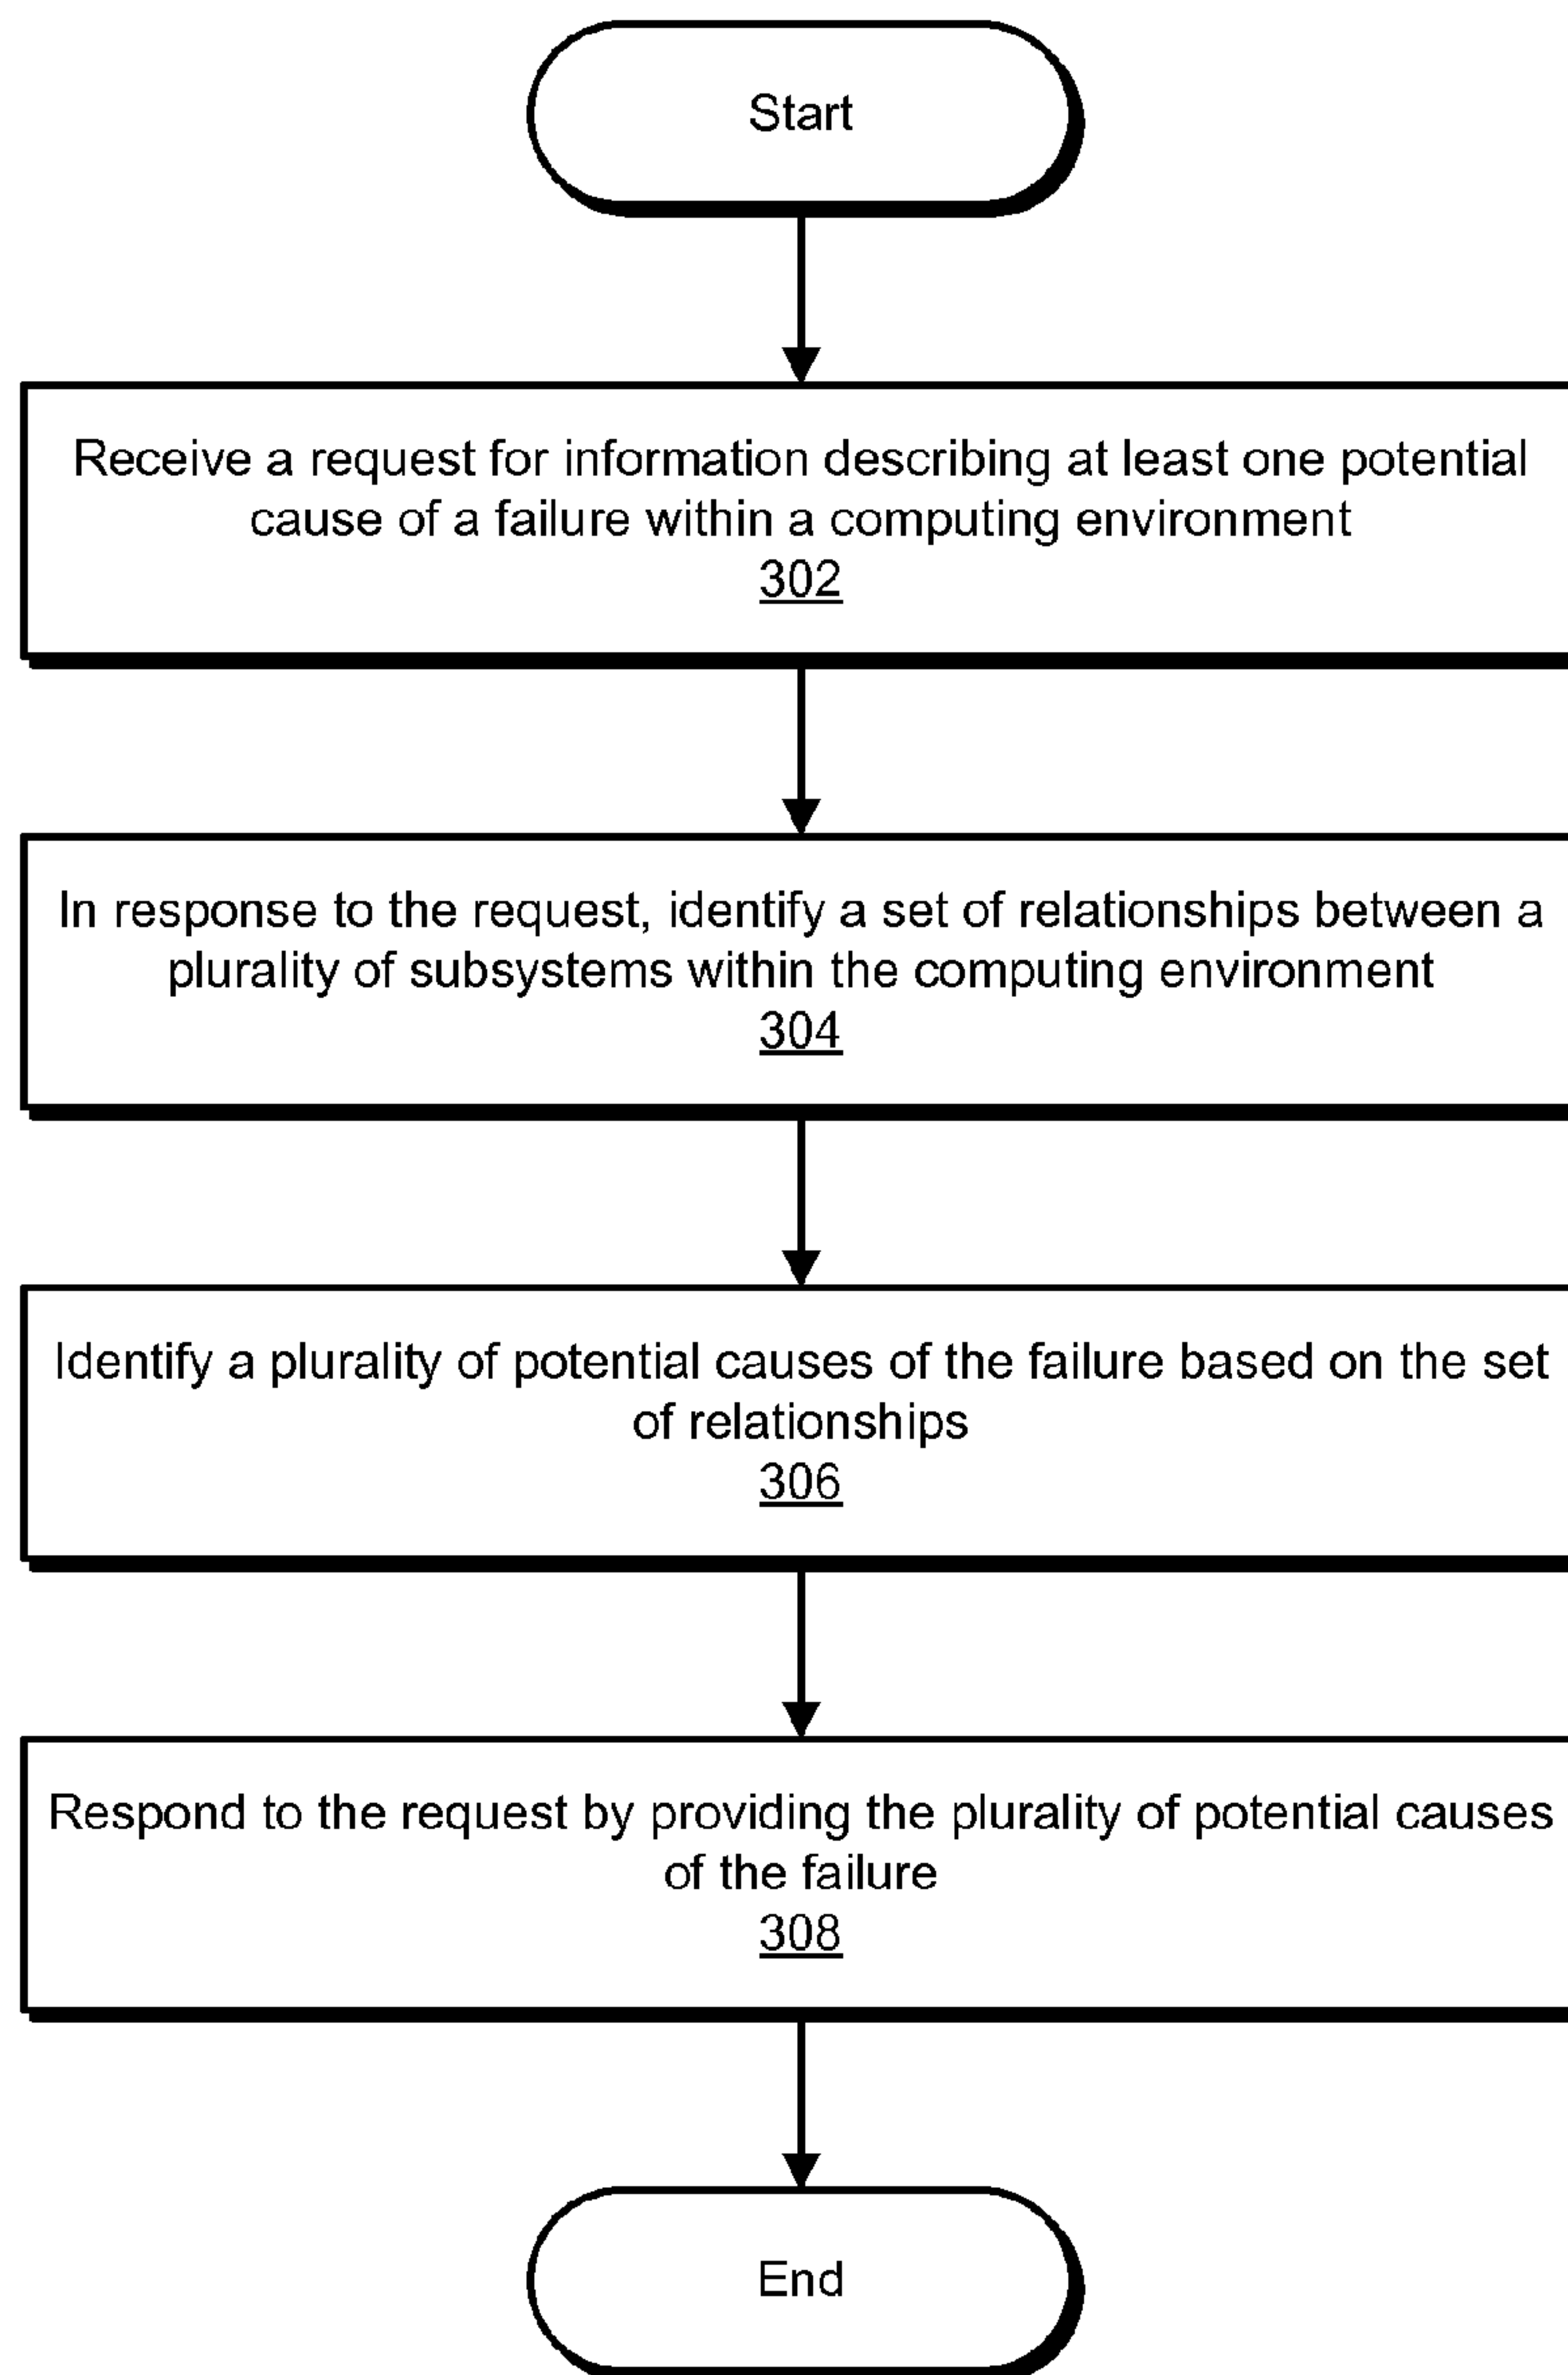 Start
Receive a request for information describing at least one potential
cause of a failure within a computing environment
302
In response to the request, identify a set of relationships between a
plurality of subsystems within the computing environment
304
Identify a plurality of potential causes of the failure based on the set
of relationships
306
Respond to the request by providing the plurality of potential causes
of the failure
308
End